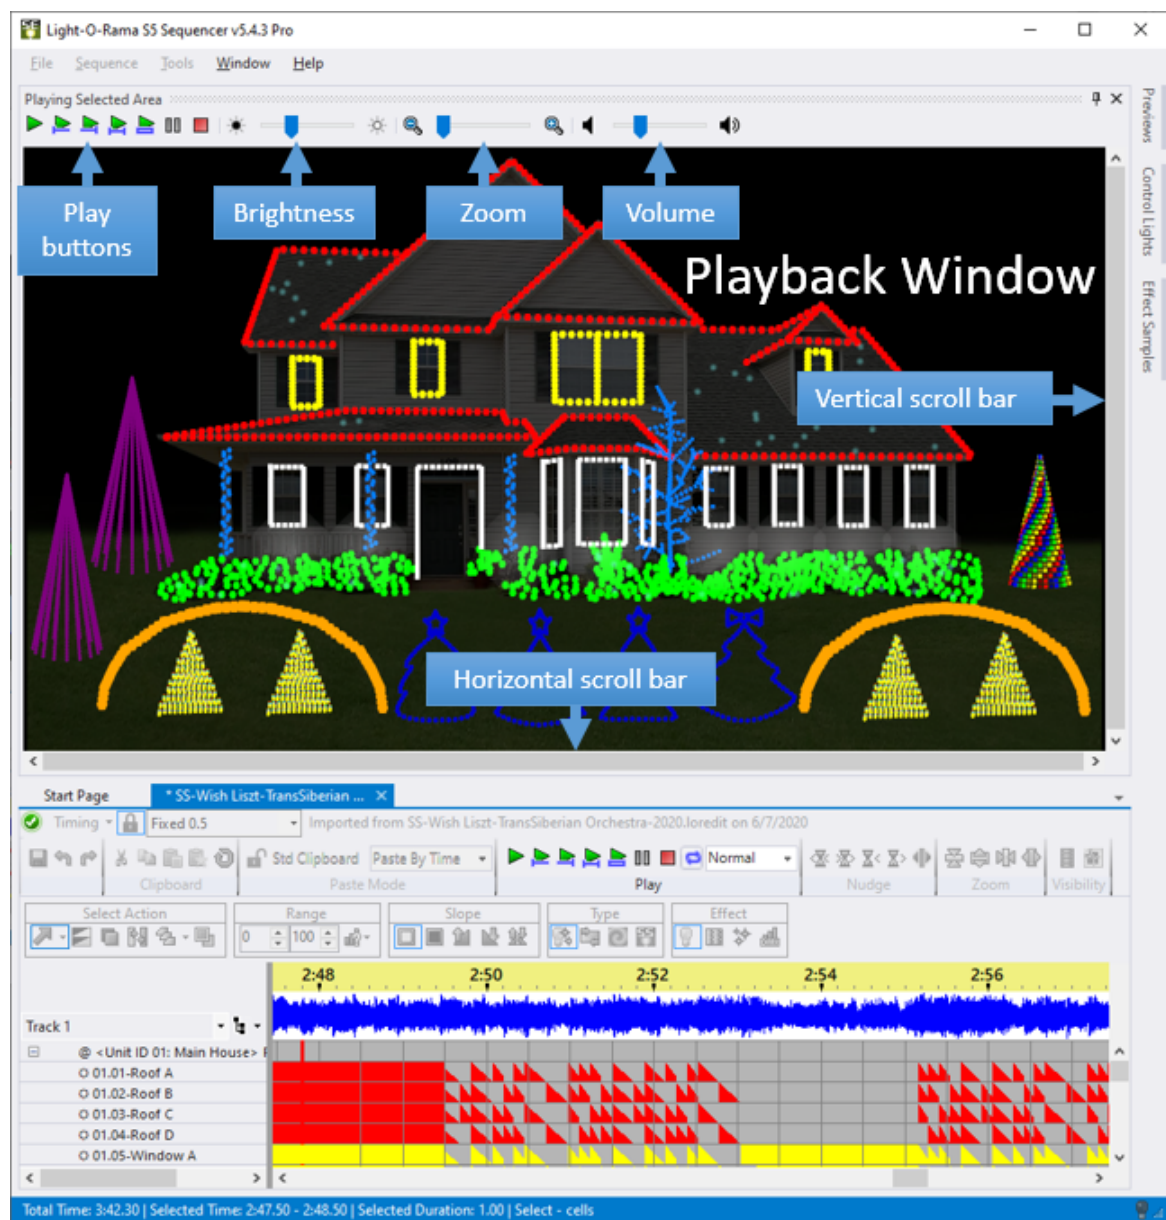 Light-O-Rama S5 Sequencer v5.4.3 Pro
File Sequence Tools Window Help
Playing Selected Area
Previews
Control Lights
Effect Samples
Play buttons
Brightness
Zoom
Volume
Playback Window
Vertical scroll bar
Horizontal scroll bar
Start Page
* SS-Wish Liszt-TransSiberian ...
Timing Fixed 0.5 Imported from SS-Wish Liszt-TransSiberian Orchestra-2020.loredit on 6/7/2020
Std Clipboard Paste By Time Normal
Clipboard Paste Mode Play Nudge Zoom Visibility
Select Action Range Slope Type Effect
0 100
2:48 2:50 2:52 2:54 2:56
Track 1
@ <Unit ID 01: Main House>
01.01-Roof A
01.02-Roof B
01.03-Roof C
01.04-Roof D
01.05-Window A
Total Time: 3:42.30 | Selected Time: 2:47.50 - 2:48.50 | Selected Duration: 1.00 | Select - cells